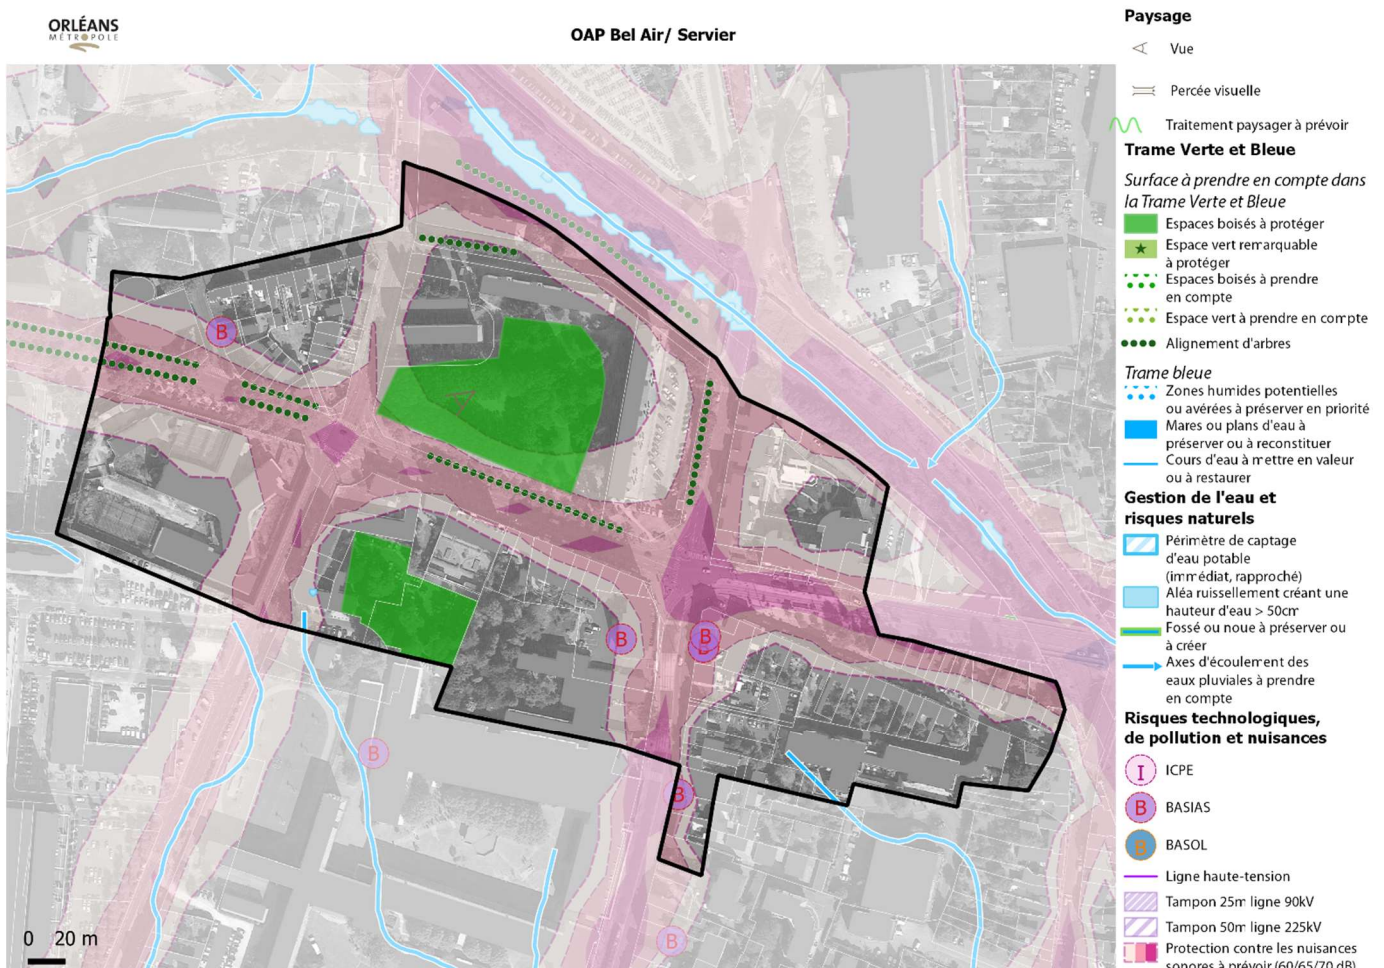 ORLÉANS
MÉTROPOLE
OAP Bel Air/ Servier
Paysage
Vue
Percée visuelle
Traitement paysager à prévoir
Trame Verte et Bleue
Surface à prendre en compte dans
la Trame Verte et Bleue
Espaces boisés à protéger
Espace vert remarquable
à protéger
Espaces boisés à prendre
en compte
Espace vert à prendre en compte
Alignement d'arbres
Trame bleue
Zones humides potentielles
ou avérées à préserver en priorité
Mares ou plans d'eau à
préserver ou à reconstituer
Cours d'eau à mettre en valeur
ou à restaurer
Gestion de l'eau et
risques naturels
Périmètre de captage
d'eau potable
(immédiat, rapproché)
Aléa ruissellement créant une
hauteur d'eau > 50cm
Fossé ou noue à préserver ou
à créer
Axes d'écoulement des
eaux pluviales à prendre
en compte
Risques technologiques,
de pollution et nuisances
I ICPE
B BASIAS
B BASOL
Ligne haute-tension
Tampon 25m ligne 90kV
Tampon 50m ligne 225kV
Protection contre les nuisances
sonores à prévoir (60/65/70 dB)
B
B
B
B
B
B
B
0 20 m